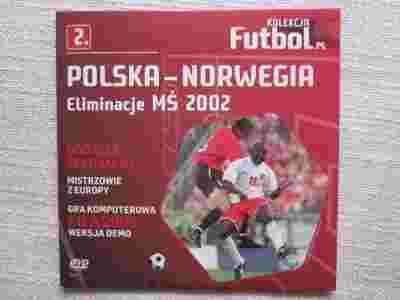 2.
KOLEKCJA
Futbol.PL
POLSKA – NORWEGIA
Eliminacje MŚ 2002
MISTRZOWIE
Z EUROPY
GRA KOMPUTEROWA
WERSJA DEMO
DVD